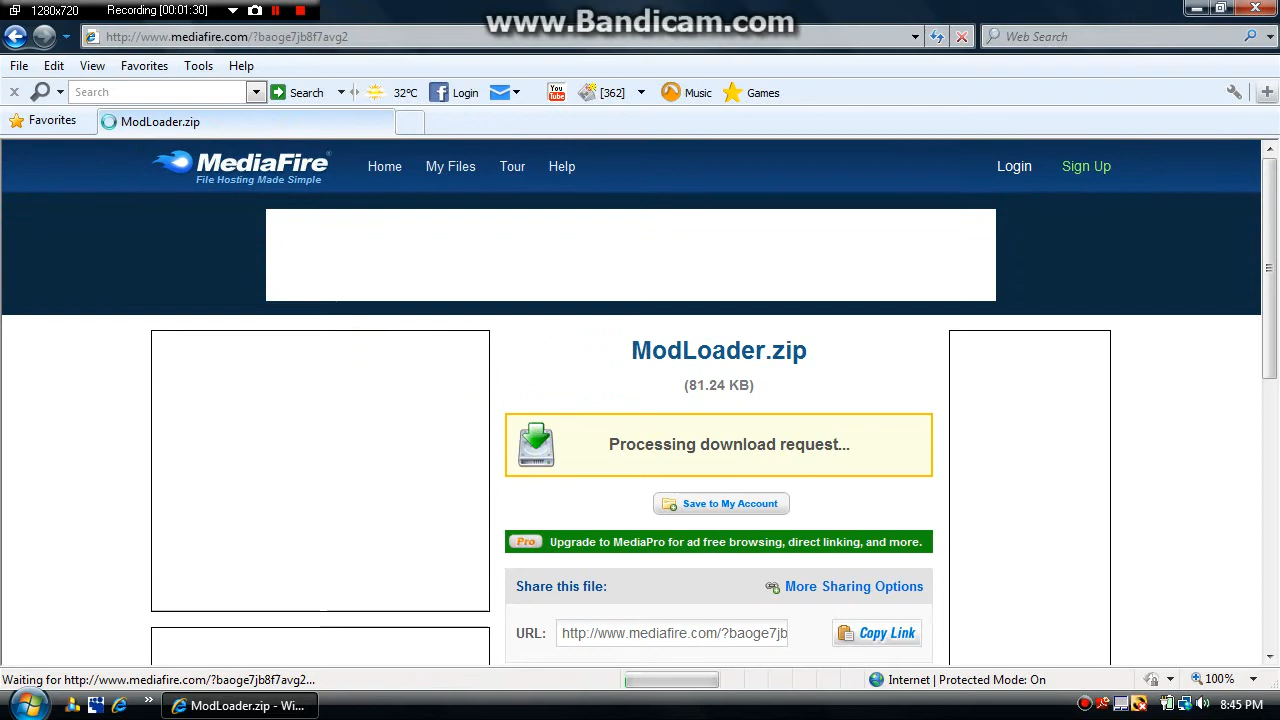 1280x720 Recording [00:01:30]
www.Bandicam.com
http://www.mediafire.com/?baoge7jb8f7avg2
Web Search
File Edit View Favorites Tools Help
Search Search 32°C Login You Tube [362] Music Games
Favorites ModLoader.zip
MediaFire
File Hosting Made Simple
Home My Files Tour Help Login Sign Up
ModLoader.zip
(81.24 KB)
Processing download request...
Save to My Account
Pro Upgrade to MediaPro for ad free browsing, direct linking, and more.
Share this file: More Sharing Options
URL: http://www.mediafire.com/?baoge7jb Copy Link
Waiting for http://www.mediafire.com/?baoge7jb8f7avg2... Internet | Protected Mode: On 100%
ModLoader.zip - Wi... 8:45 PM